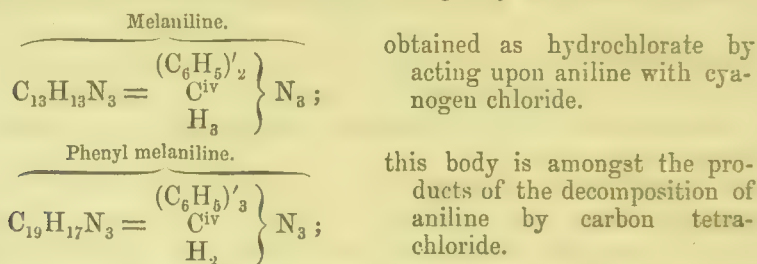 Melaniline.
C₁₃H₁₃N₃ = (C₆H₅)′₂ Cⁱᵛ H₃ } N₃ ;
obtained as hydrochlorate by
acting upon aniline with cya-
nogen chloride.
Phenyl melaniline.
C₁₉H₁₇N₃ = (C₆H₅)′₃ Cⁱᵛ H₂ } N₃ ;
this body is amongst the pro-
ducts of the decomposition of
aniline by carbon tetra-
chloride.